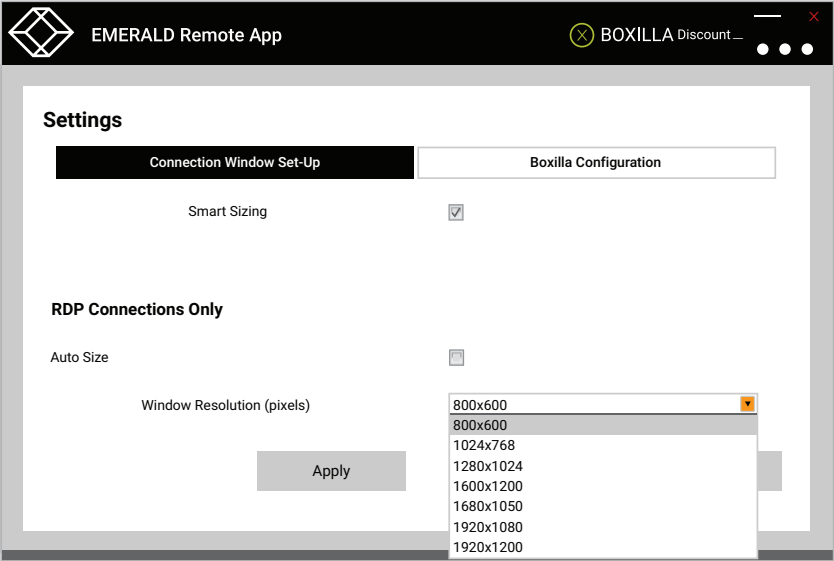 EMERALD Remote App
BOXILLA Discount
Settings
Connection Window Set-Up
Boxilla Configuration
Smart Sizing
RDP Connections Only
Auto Size
Window Resolution (pixels)
800x600
800x600
1024x768
1280x1024
1600x1200
1680x1050
1920x1080
1920x1200
Apply